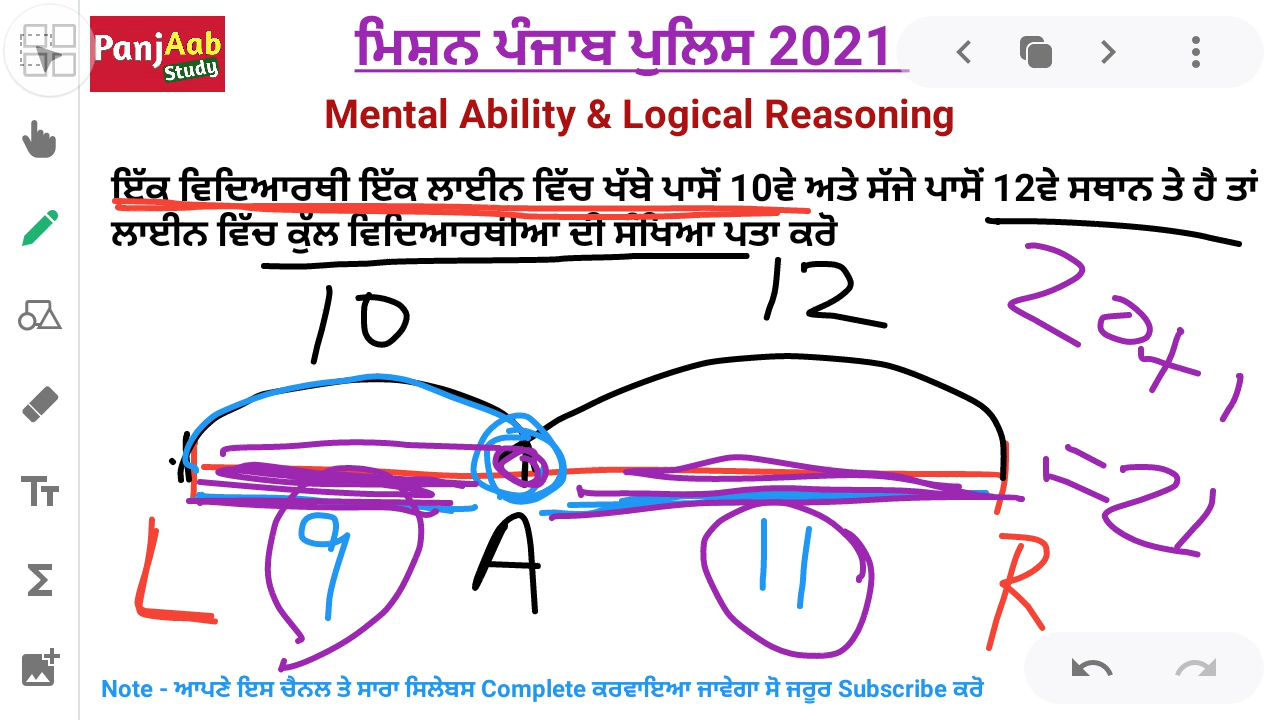 PanjAab
Study
ਮਿਸ਼ਨ ਪੰਜਾਬ ਪੁਲਿਸ 2021
Mental Ability & Logical Reasoning
ਇੱਕ ਵਿਦਿਆਰਥੀ ਇੱਕ ਲਾਈਨ ਵਿੱਚ ਖੱਬੇ ਪਾਸੋਂ 10ਵੇ ਅਤੇ ਸੱਜੇ ਪਾਸੋਂ 12ਵੇ ਸਥਾਨ ਤੇ ਹੈ ਤਾਂ
ਲਾਈਨ ਵਿੱਚ ਕੁੱਲ ਵਿਦਿਆਰਥੀਆ ਦੀ ਸੰਖਿਆ ਪਤਾ ਕਰੋ
10 12 20+1
=21
L 9 A 11 R
Tт
Σ
Note - ਆਪਣੇ ਇਸ ਚੈਨਲ ਤੇ ਸਾਰਾ ਸਿਲੇਬਸ Complete ਕਰਵਾਇਆ ਜਾਵੇਗਾ ਸੋ ਜਰੂਰ Subscribe ਕਰੋ